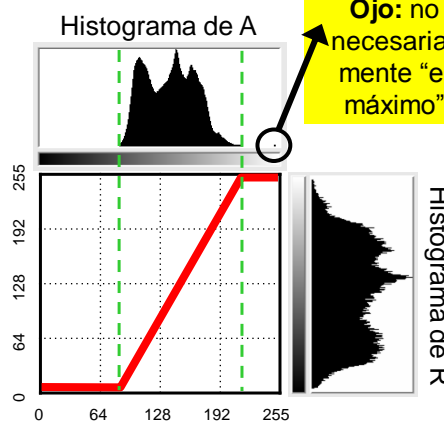 Ojo: no
necesaria
mente “e
máximo”
Histograma de A
255
192
128
64
0
0 64 128 192 255
Histograma de R